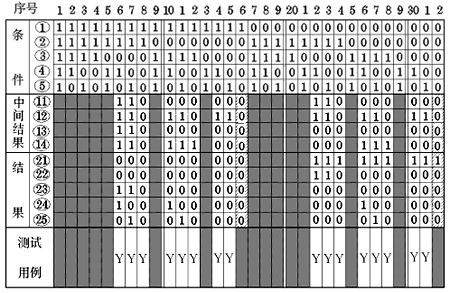 序号 1 2 3 4 5 6 7 8 9 10 1 2 3 4 5 6 7 8 9 20 1 2 3 4 5 6 7 8 9 30 1 2
条件
① 1 1 1 1 1 1 1 1 1 1 1 1 1 1 1 1 0 0 0 0 0 0 0 0 0 0 0 0 0 0 0 0
② 1 1 1 1 1 1 1 1 0 0 0 0 0 0 0 0 1 1 1 1 1 1 1 1 0 0 0 0 0 0 0 0
③ 1 1 1 1 0 0 0 0 1 1 1 1 0 0 0 0 1 1 1 1 0 0 0 0 1 1 1 1 0 0 0 0
④ 1 1 0 0 1 1 0 0 1 1 0 0 1 1 0 0 1 1 0 0 1 1 0 0 1 1 0 0 1 1 0 0
⑤ 1 0 1 0 1 0 1 0 1 0 1 0 1 0 1 0 1 0 1 0 1 0 1 0 1 0 1 0 1 0 1 0
中间结果
⑪ 1 1 0 0 0 0 0 0 0 1 1 0 0 0 0 0 0 0
⑫ 0 0 0 1 1 0 1 1 0 0 0 0 1 1 0 1 1 0
⑬ 1 1 0 0 0 0 0 0 0 0 0 0 0 0 0 0 0 0
⑭ 1 1 0 1 1 1 0 0 0 0 0 0 1 1 1 0 0 0
结果
㉑ 0 0 0 0 0 0 0 0 0 1 1 1 1 1 1 1 1 1
㉒ 0 0 0 0 0 0 0 0 0 1 1 0 0 0 0 0 0 0
㉓ 1 1 0 0 0 0 0 0 0 0 0 0 0 0 0 0 0 0
㉔ 0 0 0 1 0 0 0 0 0 0 0 0 1 0 0 0 0 0
㉕ 0 1 0 0 1 0 0 0 0 0 0 0 0 1 0 0 0 0
测试
用例 Y Y Y Y Y Y Y Y Y Y Y Y Y Y Y Y